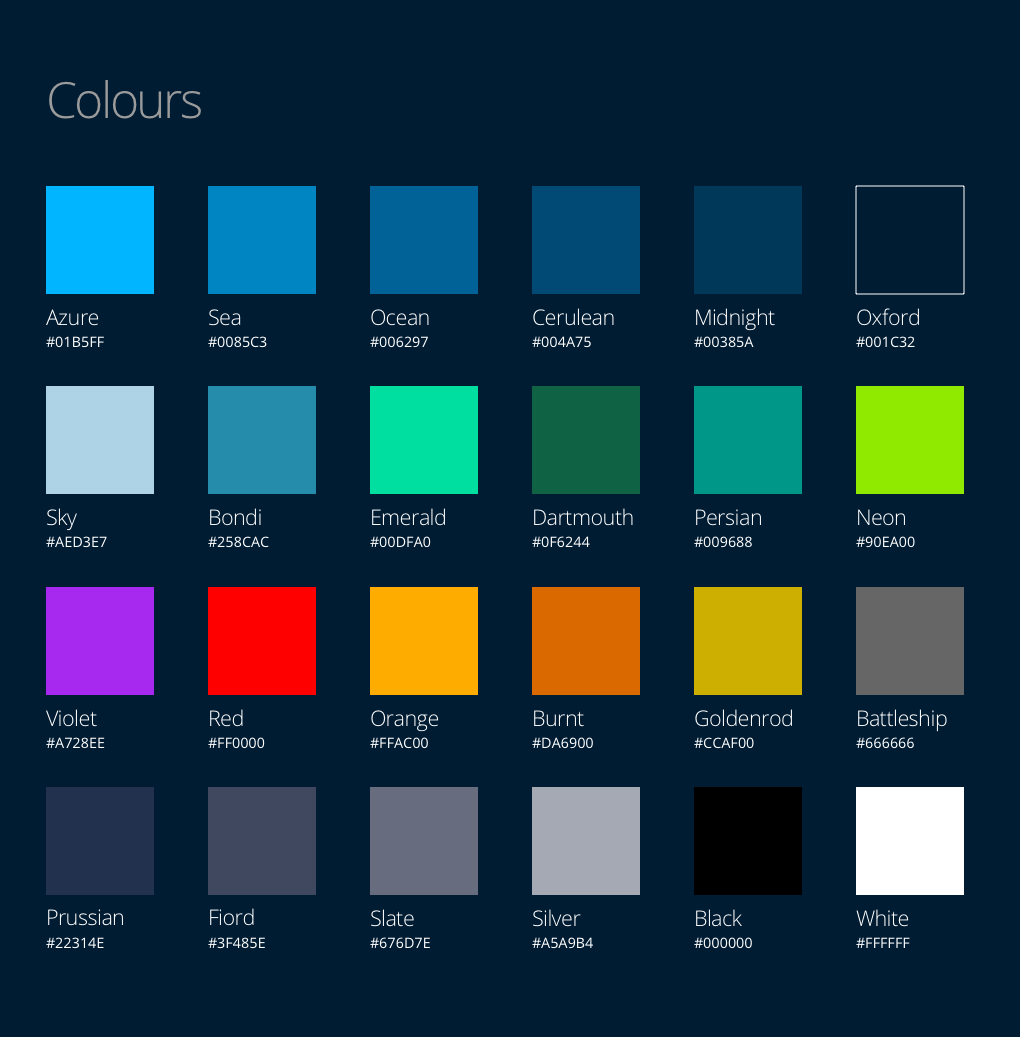 Colours
Azure Sea Ocean Cerulean Midnight Oxford
#01B5FF #0085C3 #006297 #004A75 #00385A #001C32
Sky Bondi Emerald Dartmouth Persian Neon
#AED3E7 #258CAC #00DFA0 #0F6244 #009688 #90EA00
Violet Red Orange Burnt Goldenrod Battleship
#A728EE #FF0000 #FFAC00 #DA6900 #CCAF00 #666666
Prussian Fiord Slate Silver Black White
#22314E #3F485E #676D7E #A5A9B4 #000000 #FFFFFF